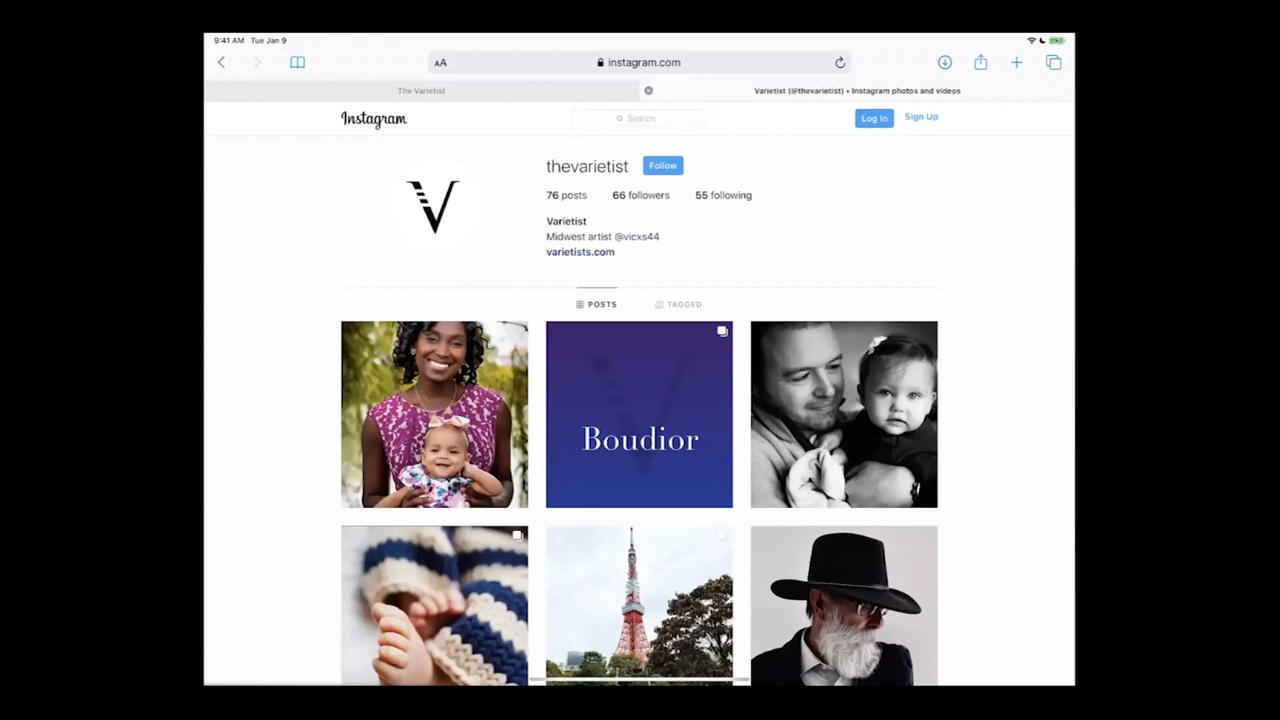 9:41 AM Tue Jan 9
AA
instagram.com
The Varietist
Varietist (@thevarietist) • Instagram photos and videos
Instagram
Search
Log In
Sign Up
thevarietist
Follow
76 posts 66 followers 55 following
Varietist
Midwest artist @vicxs44
varietists.com
POSTS
TAGGED
V
Boudior